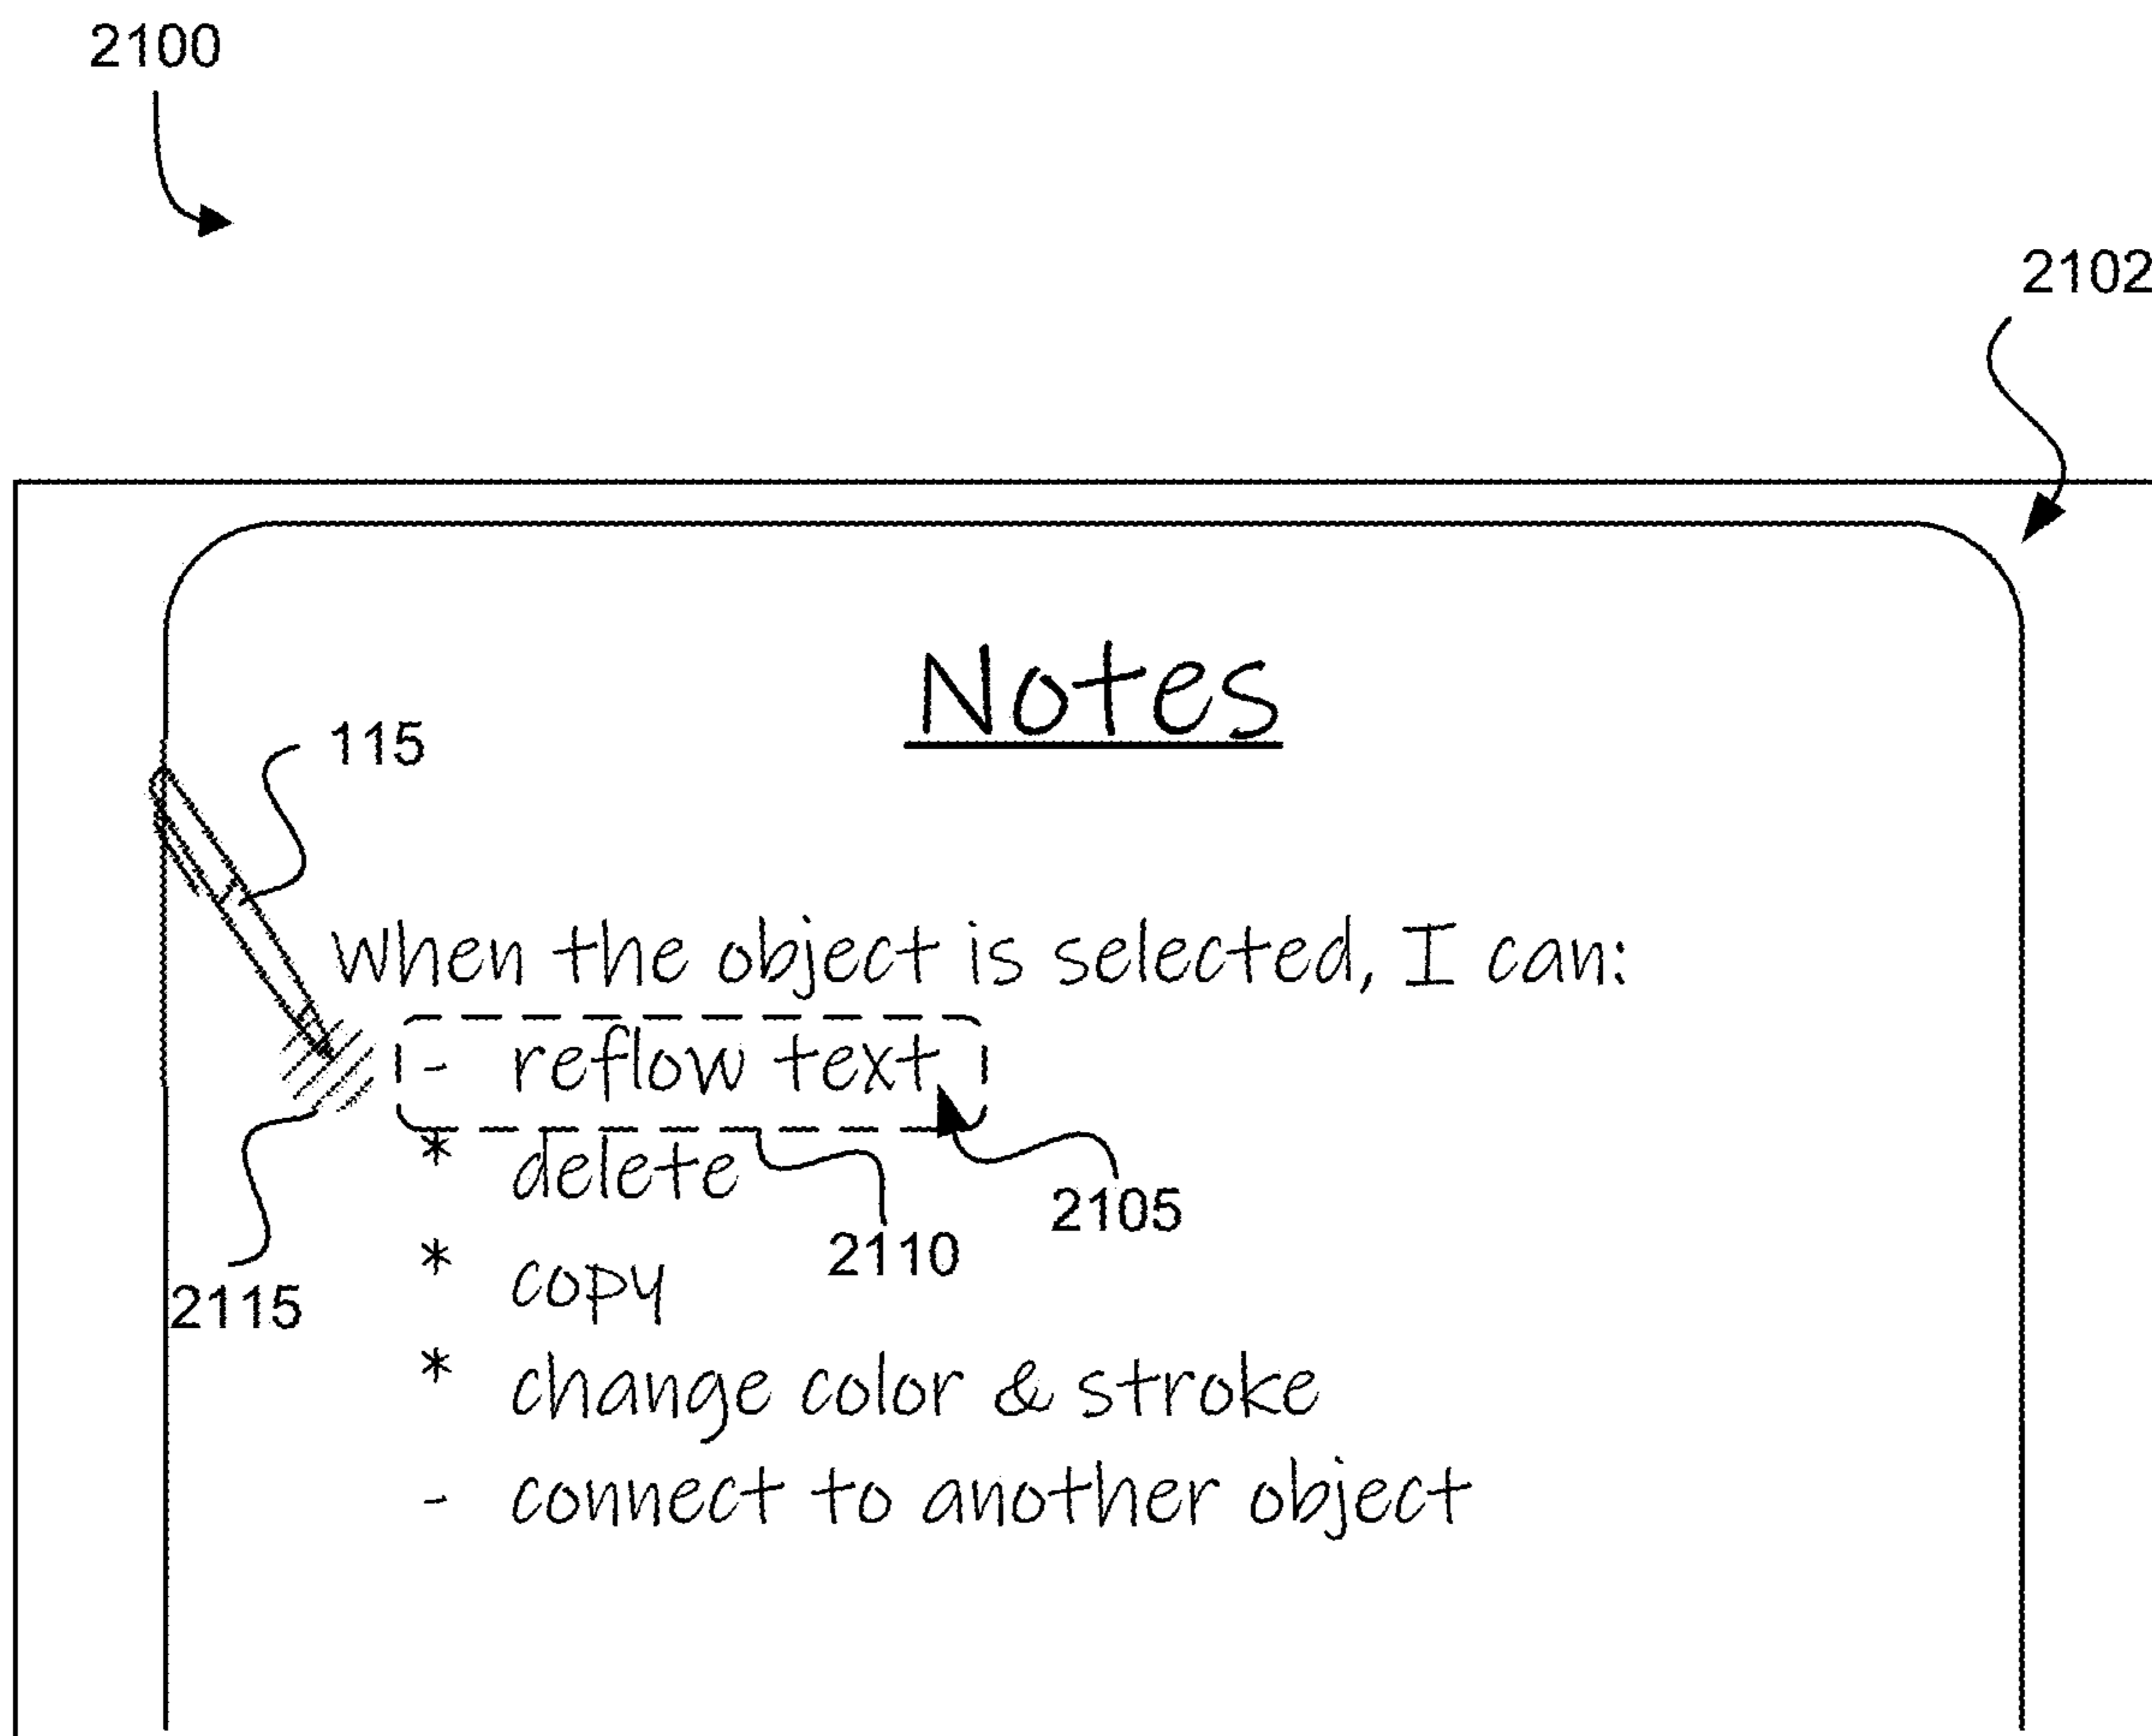 2100
2102
Notes
115
when the object is selected, I can:
- reflow text
* delete
2105
2110
* copy
2115
* change color & stroke
- connect to another object